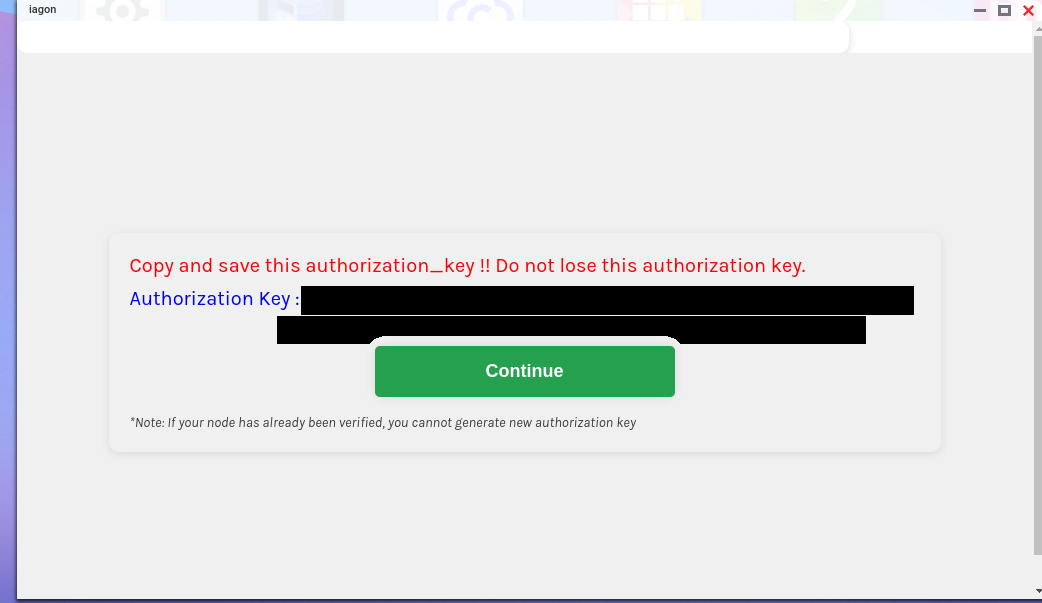 iagon
Copy and save this authorization_key !! Do not lose this authorization key.
Authorization Key :
Continue
*Note: If your node has already been verified, you cannot generate new authorization key